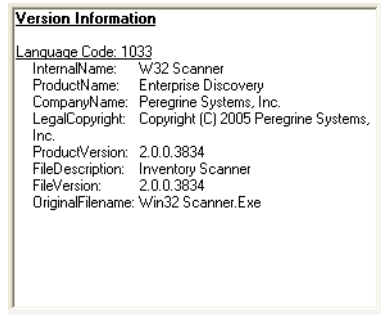 Version Information
Language Code: 1033
InternalName: W32 Scanner
ProductName: Enterprise Discovery
CompanyName: Peregrine Systems, Inc.
LegalCopyright: Copyright (C) 2005 Peregrine Systems,
Inc.
ProductVersion: 2.0.0.3834
FileDescription: Inventory Scanner
FileVersion: 2.0.0.3834
OriginalFilename: Win32 Scanner.Exe